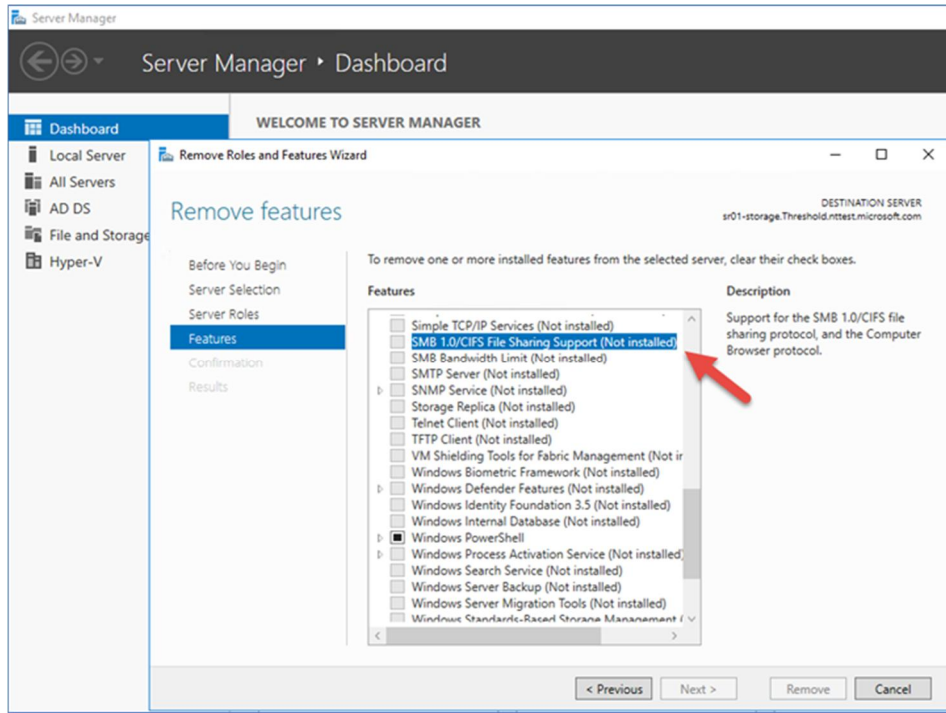 Server Manager
Server Manager • Dashboard
Dashboard
Local Server
All Servers
AD DS
File and Storage
Hyper-V
WELCOME TO SERVER MANAGER
Remove Roles and Features Wizard
Remove features
DESTINATION SERVER
sr01-storage.Threshold.nttest.microsoft.com
Before You Begin
Server Selection
Server Roles
Features
Confirmation
Results
To remove one or more installed features from the selected server, clear their check boxes.
Features
Simple TCP/IP Services (Not installed)
SMB 1.0/CIFS File Sharing Support (Not installed)
SMB Bandwidth Limit (Not installed)
SMTP Server (Not installed)
SNMP Service (Not installed)
Storage Replica (Not installed)
Telnet Client (Not installed)
TFTP Client (Not installed)
VM Shielding Tools for Fabric Management (Not in
Windows Biometric Framework (Not installed)
Windows Defender Features (Not installed)
Windows Identity Foundation 3.5 (Not installed)
Windows Internal Database (Not installed)
Windows PowerShell
Windows Process Activation Service (Not installed)
Windows Search Service (Not installed)
Windows Server Backup (Not installed)
Windows Server Migration Tools (Not installed)
Windows Standards-Based Storage Management (
Description
Support for the SMB 1.0/CIFS file
sharing protocol, and the Computer
Browser protocol.
< Previous
Next >
Remove
Cancel